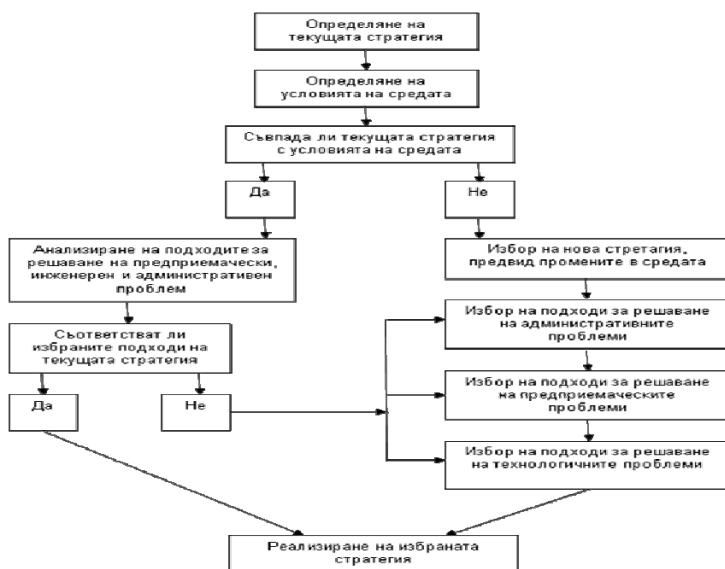 Определяне на
текущата стратегия
Определяне на
условията на средата
Съвпада ли текущата стратегия
с условията на средата
Да
Не
Анализиране на подходите за
решаване на предприемачески,
инженерен и административен
проблем
Избор на нова стретагия,
предвид промените в средата
Съответстват ли
избраните подходи на
текущата стратегия
Избор на подходи за решаване
на административните
проблеми
Да
Не
Избор на подходи за решаване
на предприемаческите
проблеми
Избор на подходи за решаване
на технологичните проблеми
Реализиране на избраната
стратегия